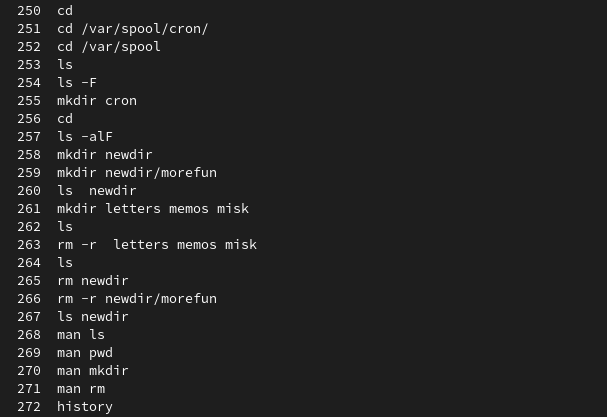 250  cd
251  cd /var/spool/cron/
252  cd /var/spool
253  ls
254  ls -F
255  mkdir cron
256  cd
257  ls -alF
258  mkdir newdir
259  mkdir newdir/morefun
260  ls  newdir
261  mkdir letters memos misk
262  ls
263  rm -r  letters memos misk
264  ls
265  rm newdir
266  rm -r newdir/morefun
267  ls newdir
268  man ls
269  man pwd
270  man mkdir
271  man rm
272  history